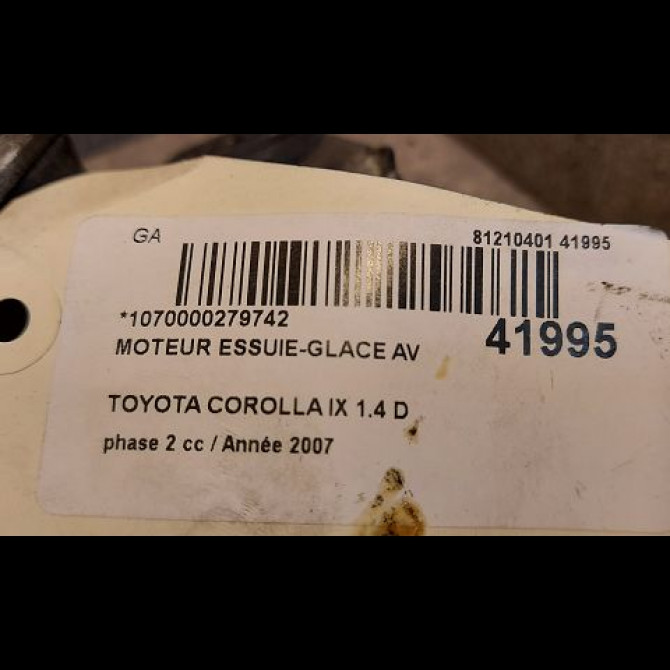 GA
81210401 41995
*1070000279742
41995
MOTEUR ESSUIE-GLACE AV
TOYOTA COROLLA IX 1.4 D
phase 2 cc / Année 2007